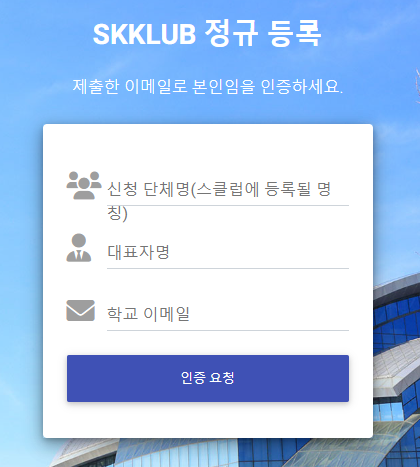 SKKLUB 정규 등록
제출한 이메일로 본인임을 인증하세요.
신청 단체명(스클럽에 등록될 명
칭)
대표자명
학교 이메일
인증 요청